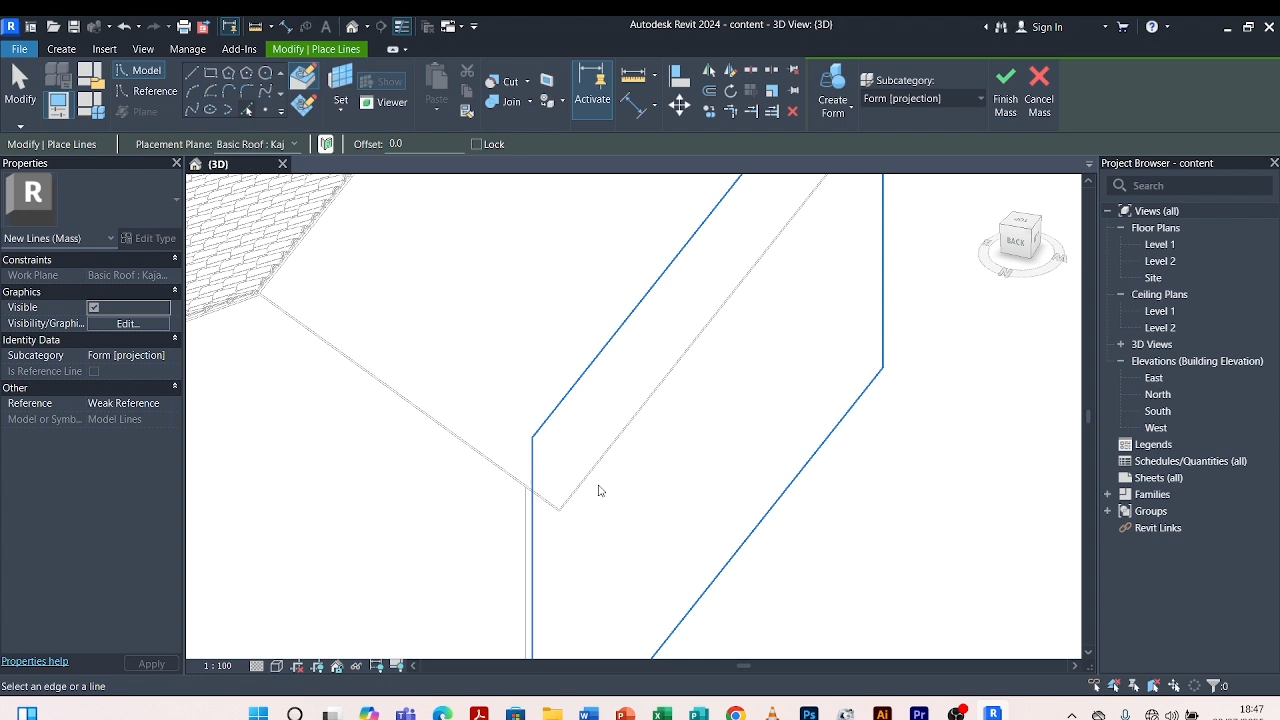 Autodesk Revit 2024 - content - 3D View: {3D}
Sign In
File Create Insert View Manage Add-Ins Modify | Place Lines
Modify
Model
Reference
Plane
Set
Show
Viewer
Paste
Cut
Join
Activate
Create
Form
Subcategory:
Form [projection]
Finish
Mass
Cancel
Mass
Modify | Place Lines Placement Plane: Basic Roof : Kaj Offset: 0.0 Lock
Properties
(3D)
Project Browser - content
R
New Lines (Mass) Edit Type
Constraints
Work Plane Basic Roof : Kaja...
Graphics
Visible
Visibility/Graphi... Edit...
Identity Data
Subcategory Form [projection]
Is Reference Line
Other
Reference Weak Reference
Model or Symb... Model Lines
Properties help Apply
TOP
BACK
Search
Views (all)
Floor Plans
Level 1
Level 2
Site
Ceiling Plans
Level 1
Level 2
3D Views
Elevations (Building Elevation)
East
North
South
West
Legends
Schedules/Quantities (all)
Sheets (all)
Families
Groups
Revit Links
1 : 100
Select an edge or a line
:0
18:47